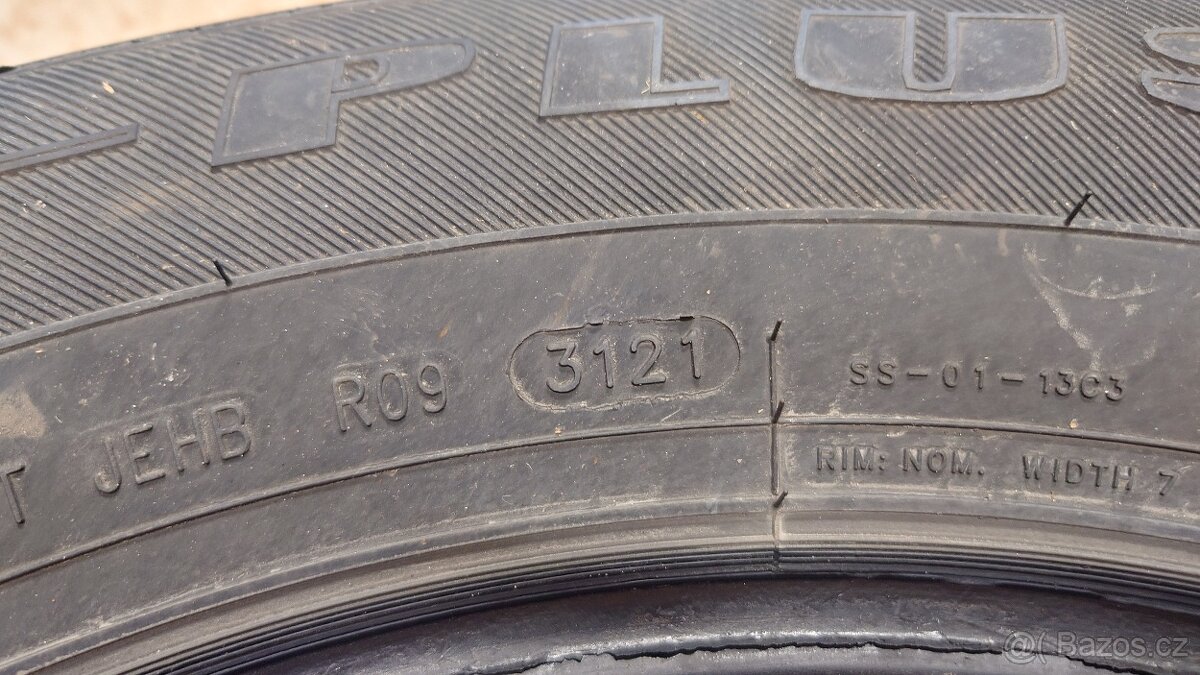 PLUS
T JEHB R09 3121
SS-01-13C3
RIM: NOM. WIDTH 7
@ Bazos.cz